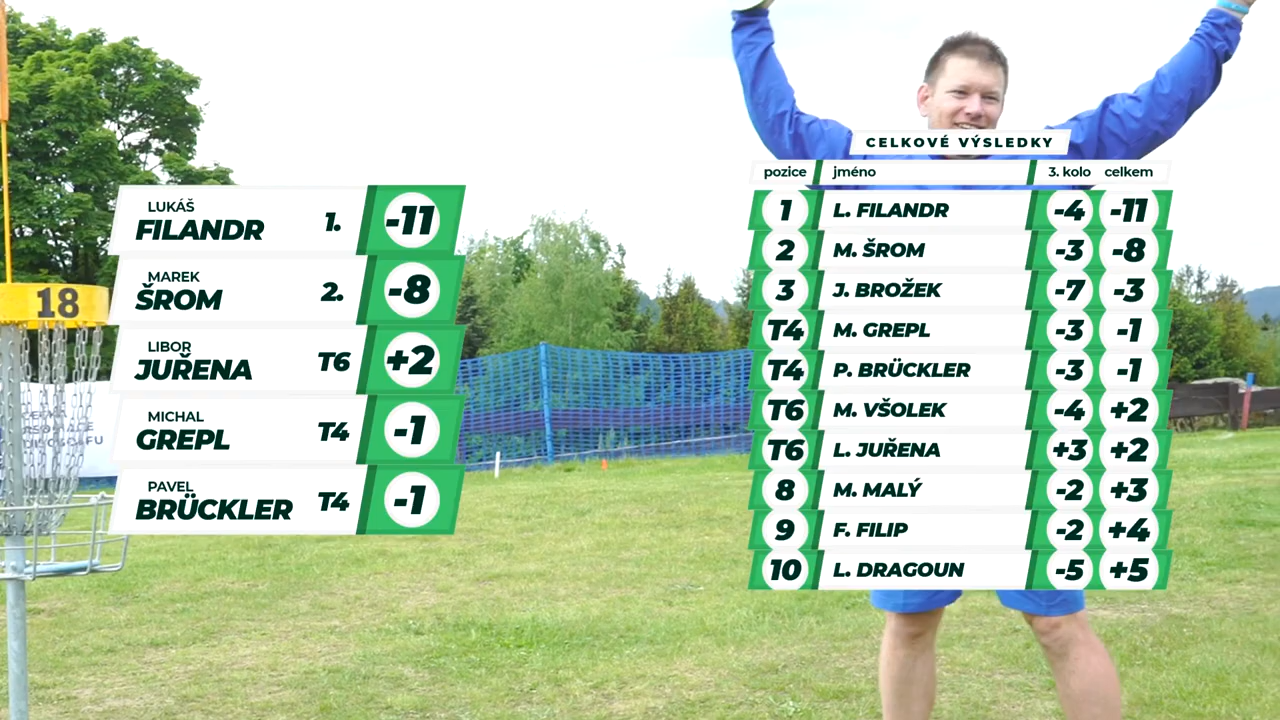 18
LUKÁŠ
FILANDR 1. -11
MAREK
ŠROM 2. -8
LIBOR
JUŘENA T6 +2
MICHAL
GREPL T4 -1
PAVEL
BRÜCKLER T4 -1
CELKOVÉ VÝSLEDKY
pozice jméno 3. kolo celkem
1 L. FILANDR -4 -11
2 M. ŠROM -3 -8
3 J. BROŽEK -7 -3
T4 M. GREPL -3 -1
T4 P. BRÜCKLER -3 -1
T6 M. VŠOLEK -4 +2
T6 L. JUŘENA +3 +2
8 M. MALÝ -2 +3
9 F. FILIP -2 +4
10 L. DRAGOUN -5 +5